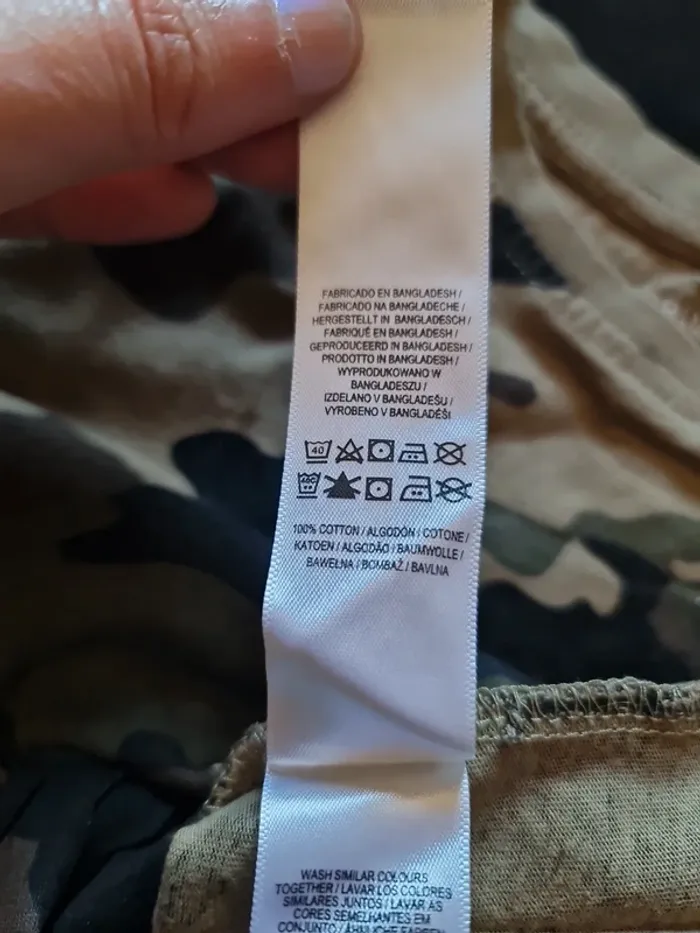 FABRICADO EN BANGLADESH /
FABRICADO NA BANGLADECHE /
HERGESTELLT IN BANGLADESCH /
FABRIQUÉ EN BANGLADESH /
GEPRODUCEERD IN BANGLADESH /
PRODOTTO IN BANGLADESH /
WYPRODUKOWANO W
BANGLADESZU /
IZDELANO V BANGLADEŠU /
VYROBENO V BANGLADÉŠI
40
100% COTTON / ALGODÓN / COTONE /
KATOEN / ALGODÃO / BAUMWOLLE /
BAWEŁNA / BOMBAŽ / BAVLNA
WASH SIMILAR COLOURS
TOGETHER / LAVAR LOS COLORES
SIMILARES JUNTOS / LAVAR AS
CORES SEMELHANTES EM
CONJUNTO / ÄHNLICHE FARBEN